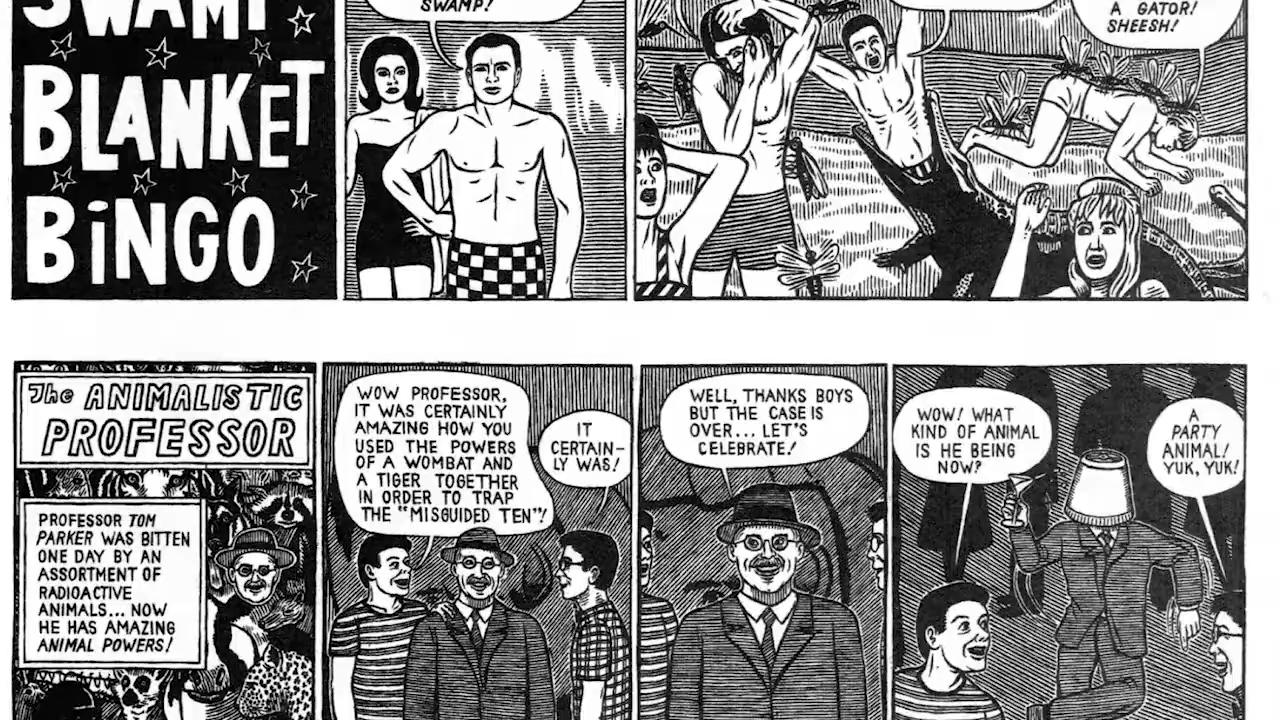 SWAMP
BLANKET
BiNGO
SWAMP!
A GATOR!
SHEESH!
The ANIMALISTIC
PROFESSOR
PROFESSOR TOM
PARKER WAS BITTEN
ONE DAY BY AN
ASSORTMENT OF
RADIOACTIVE
ANIMALS... NOW
HE HAS AMAZING
ANIMAL POWERS!
WOW PROFESSOR,
IT WAS CERTAINLY
AMAZING HOW YOU
USED THE POWERS
OF A WOMBAT AND
A TIGER TOGETHER
IN ORDER TO TRAP
THE "MISGUIDED TEN"!
IT
CERTAIN-
LY WAS!
WELL, THANKS BOYS
BUT THE CASE IS
OVER... LET'S
CELEBRATE!
WOW! WHAT
KIND OF ANIMAL
IS HE BEING
NOW?
A
PARTY
ANIMAL!
YUK, YUK!